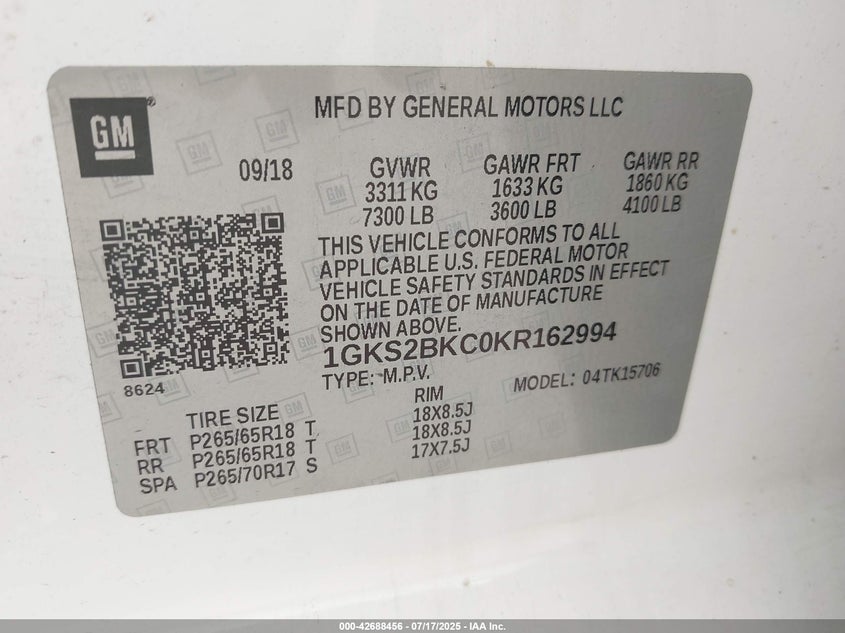 GM
MFD BY GENERAL MOTORS LLC
09/18 GVWR GAWR FRT GAWR RR
3311 KG 1633 KG 1860 KG
7300 LB 3600 LB 4100 LB
THIS VEHICLE CONFORMS TO ALL
APPLICABLE U.S. FEDERAL MOTOR
VEHICLE SAFETY STANDARDS IN EFFECT
ON THE DATE OF MANUFACTURE
SHOWN ABOVE.
1GKS2BKC0KR162994
8624
TYPE: M.P.V. MODEL: 04TK15706
TIRE SIZE RIM
FRT P265/65R18 T 18X8.5J
RR P265/65R18 T 18X8.5J
SPA P265/70R17 S 17X7.5J
000-42688456 - 07/17/2025 - IAA Inc.